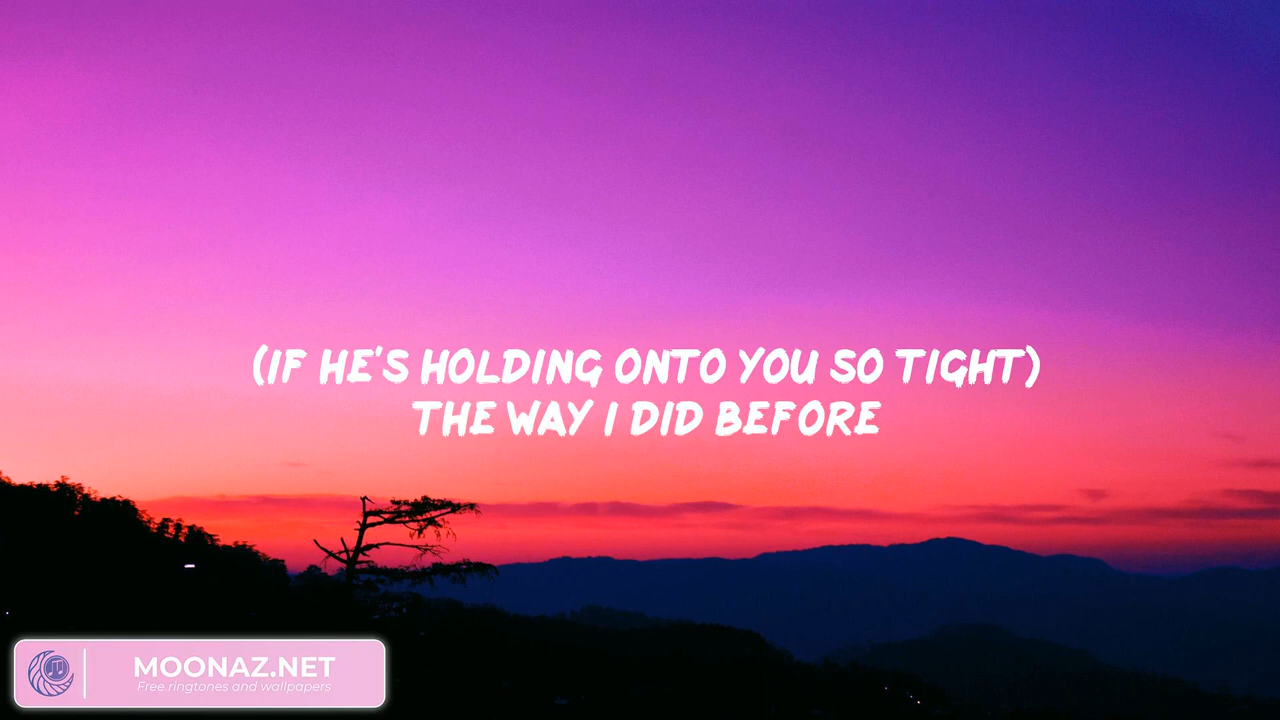 (IF HE'S HOLDING ONTO YOU SO TIGHT)
THE WAY I DID BEFORE
MOONAZ.NET
Free ringtones and wallpapers